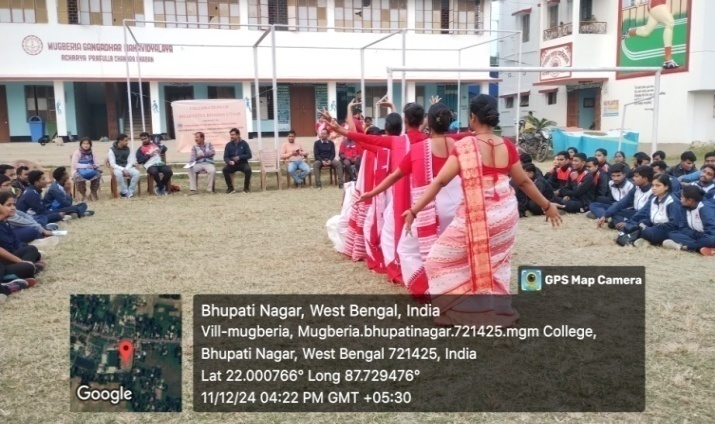 MUGBERIA GANGADHAR MAHAVIDYALAYA
ACHARYA PRAFULLA CHANDRA BHABAN
GPS Map Camera
Bhupati Nagar, West Bengal, India
Vill-mugberia, Mugberia.bhupatinagar.721425.mgm College,
Bhupati Nagar, West Bengal 721425, India
Lat 22.000766° Long 87.729476°
11/12/24 04:22 PM GMT +05:30
Google